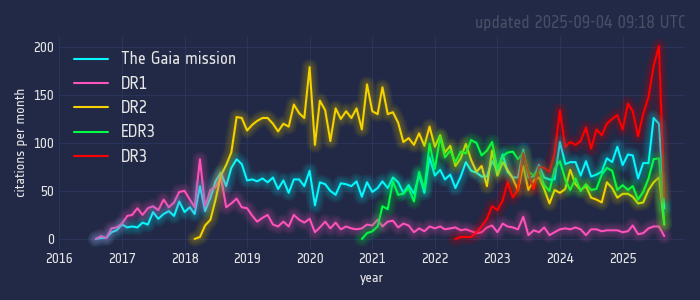 updated 2025-09-04 09:18 UTC
200
150
100
50
0
citations per month
The Gaia mission
DR1
DR2
EDR3
DR3
2016 2017 2018 2019 2020 2021 2022 2023 2024 2025
year